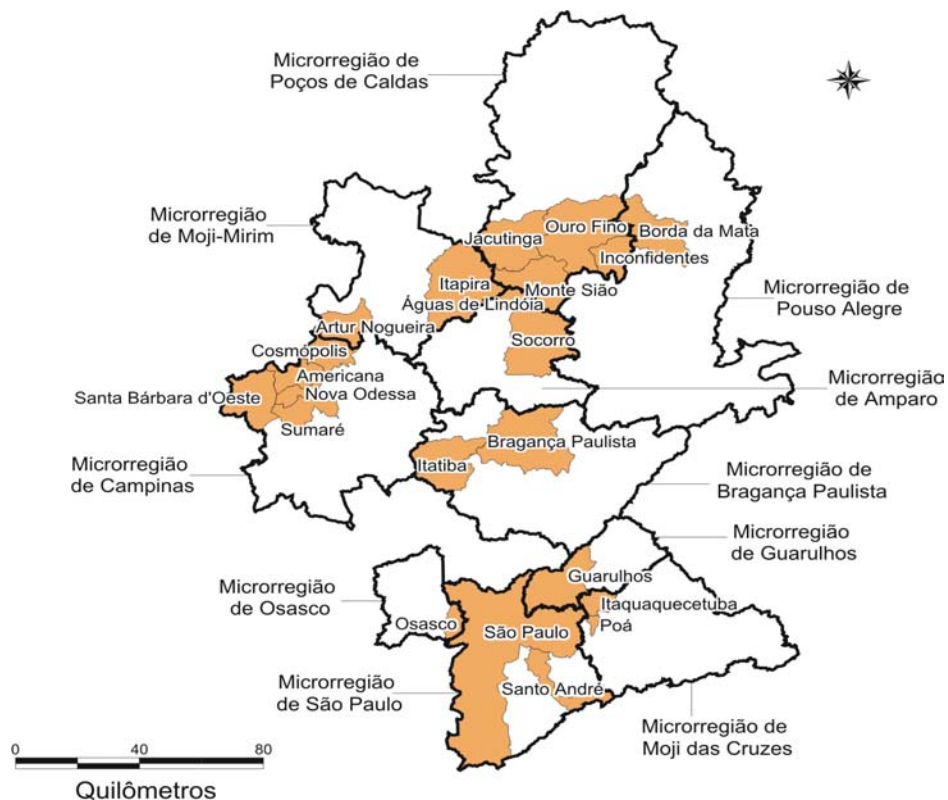 Microrregião de
Poços de Caldas
Microrregião
de Moji-Mirim
Jacutinga
Ouro Fino
Borda da Mata
Inconfidentes
Itapira
Monte Sião
Águas de Lindóia
Microrregião de
Pouso Alegre
Artur Nogueira
Socorro
Cosmópolis
Americana
Santa Bárbara d'Oeste
Nova Odessa
Microrregião
de Amparo
Sumaré
Bragança Paulista
Itatiba
Microrregião
de Campinas
Microrregião de
Bragança Paulista
Microrregião
de Guarulhos
Guarulhos
Microrregião
de Osasco
Itaquaquecetuba
Poá
Osasco
São Paulo
Microrregião
de São Paulo
Santo André
Microrregião de
Moji das Cruzes
0 40 80
Quilômetros